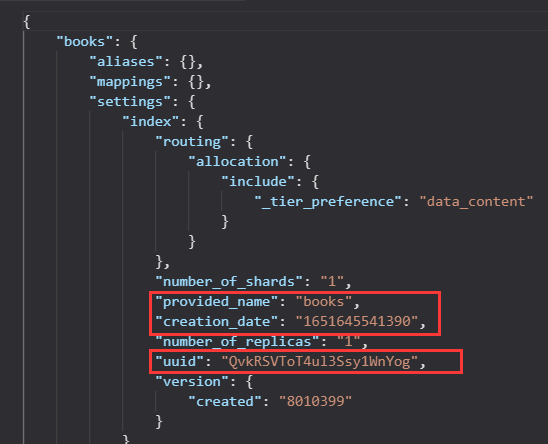 {
"books": {
"aliases": {},
"mappings": {},
"settings": {
"index": {
"routing": {
"allocation": {
"include": {
"_tier_preference": "data_content"
}
}
},
"number_of_shards": "1",
"provided_name": "books",
"creation_date": "1651645541390",
"number_of_replicas": "1",
"uuid": "QvkRSVToT4ul3Ssy1WnYog",
"version": {
"created": "8010399"
}
}